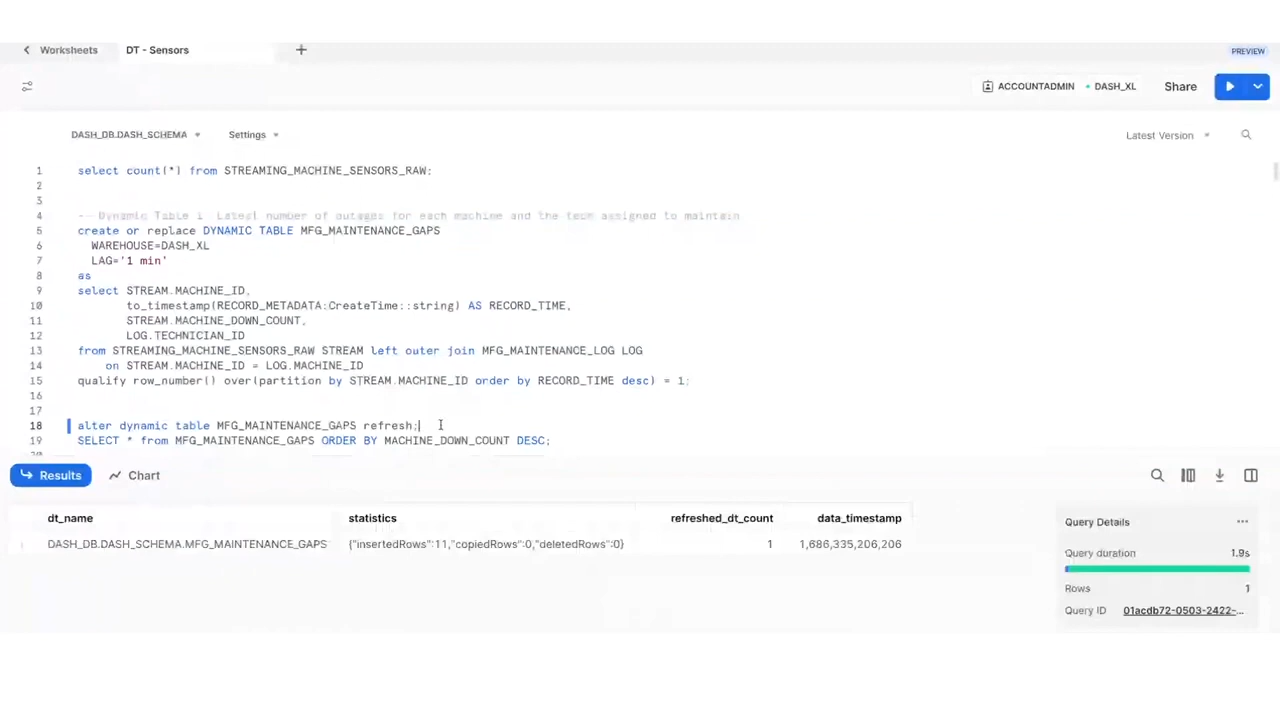 Worksheets
DT - Sensors
+
PREVIEW
ACCOUNTADMIN
DASH_XL
Share
DASH_DB.DASH_SCHEMA
Settings
Latest Version
1 select count(*) from STREAMING_MACHINE_SENSORS_RAW;
2
3
4 -- Dynamic Table 1: Latest number of outages for each machine and the tech assigned to maintain
5 create or replace DYNAMIC TABLE MFG_MAINTENANCE_GAPS
6 WAREHOUSE=DASH_XL
7 LAG='1 min'
8 as
9 select STREAM.MACHINE_ID,
10 to_timestamp(RECORD_METADATA:CreateTime::string) AS RECORD_TIME,
11 STREAM.MACHINE_DOWN_COUNT,
12 LOG.TECHNICIAN_ID
13 from STREAMING_MACHINE_SENSORS_RAW STREAM left outer join MFG_MAINTENANCE_LOG LOG
14 on STREAM.MACHINE_ID = LOG.MACHINE_ID
15 qualify row_number() over(partition by STREAM.MACHINE_ID order by RECORD_TIME desc) = 1;
16
17
18 alter dynamic table MFG_MAINTENANCE_GAPS refresh;
19 SELECT * from MFG_MAINTENANCE_GAPS ORDER BY MACHINE_DOWN_COUNT DESC;
20
Results
Chart
dt_name statistics refreshed_dt_count data_timestamp
DASH_DB.DASH_SCHEMA.MFG_MAINTENANCE_GAPS {"insertedRows":11,"copiedRows":0,"deletedRows":0} 1 1,686,335,206,206
Query Details
...
Query duration 1.9s
Rows 1
Query ID 01acdb72-0503-2422-...